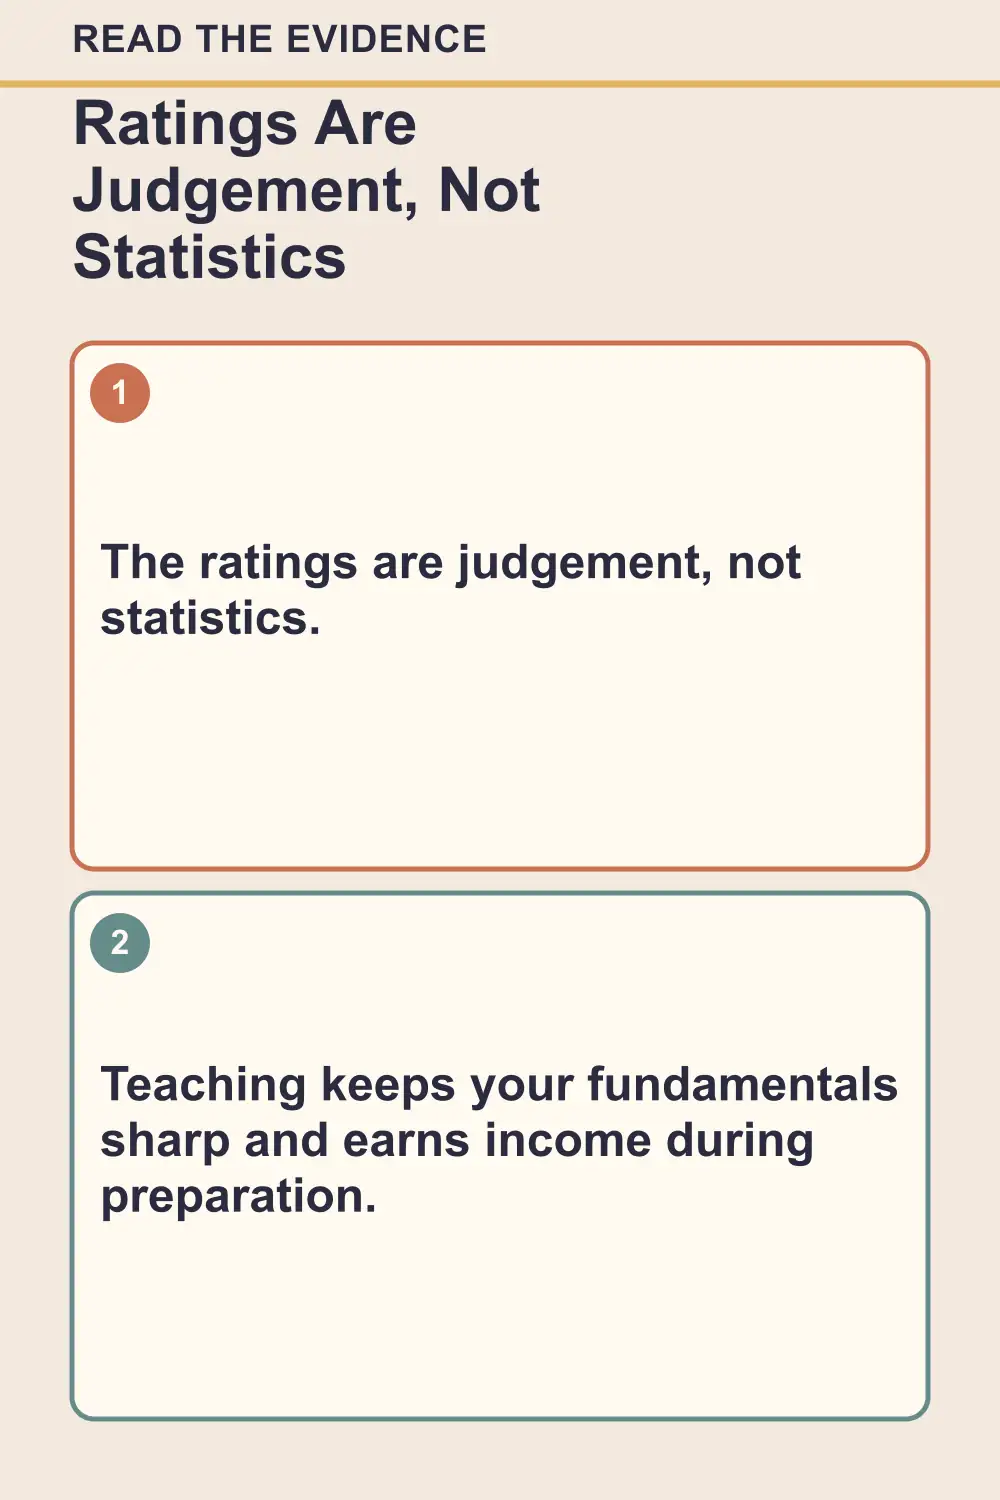 READ THE EVIDENCE
Ratings Are
Judgement, Not
Statistics
1
The ratings are judgement, not
statistics.
2
Teaching keeps your fundamentals
sharp and earns income during
preparation.